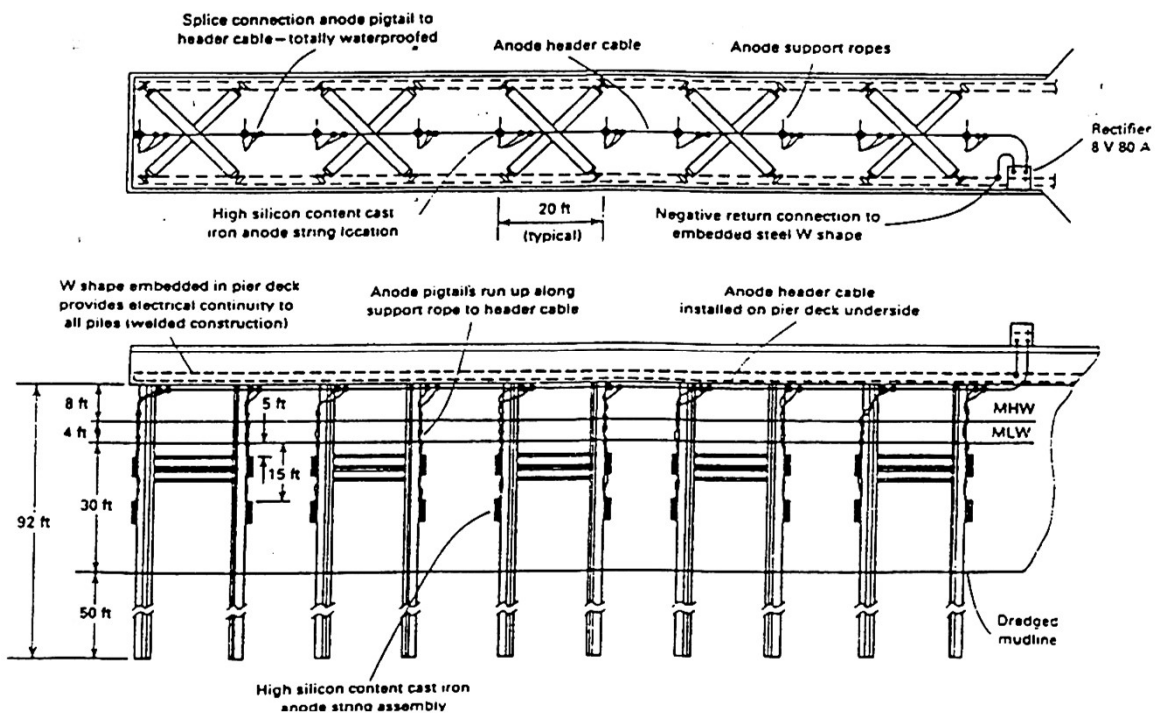 Splice connection anode pigtail to
header cable—totally waterproofed
Anode header cable
Anode support ropes
Rectifier
8 V 80 A
High silicon content cast
iron anode string location
20 ft
(typical)
Negative return connection to
embedded steel W shape
W shape embedded in pier deck
provides electrical continuity to
all piles (welded construction)
Anode pigtail's run up along
support rope to header cable
Anode header cable
installed on pier deck underside
8 ft
5 ft
MHW
4 ft
MLW
15 ft
30 ft
92 ft
50 ft
Dredged
mudline
High silicon content cast iron
anode string assembly